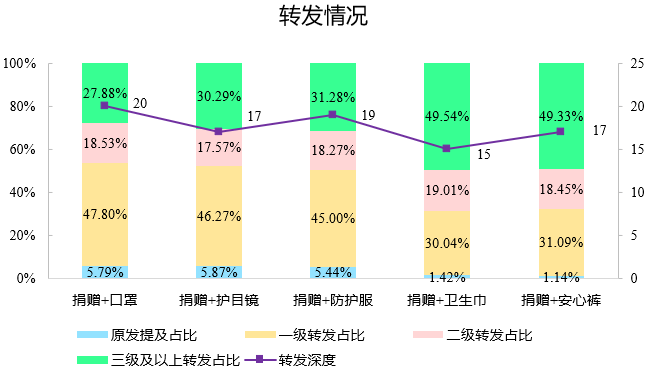 转发情况
100% 80% 60% 40% 20% 0%
25 20 15 10 5 0
27.88% 30.29% 31.28% 49.54% 49.33%
20 17 19 15 17
18.53% 17.57% 18.27% 19.01% 18.45%
47.80% 46.27% 45.00% 30.04% 31.09%
5.79% 5.87% 5.44% 1.42% 1.14%
捐赠+口罩 捐赠+护目镜 捐赠+防护服 捐赠+卫生巾 捐赠+安心裤
原发提及占比 一级转发占比 二级转发占比
三级及以上转发占比 转发深度